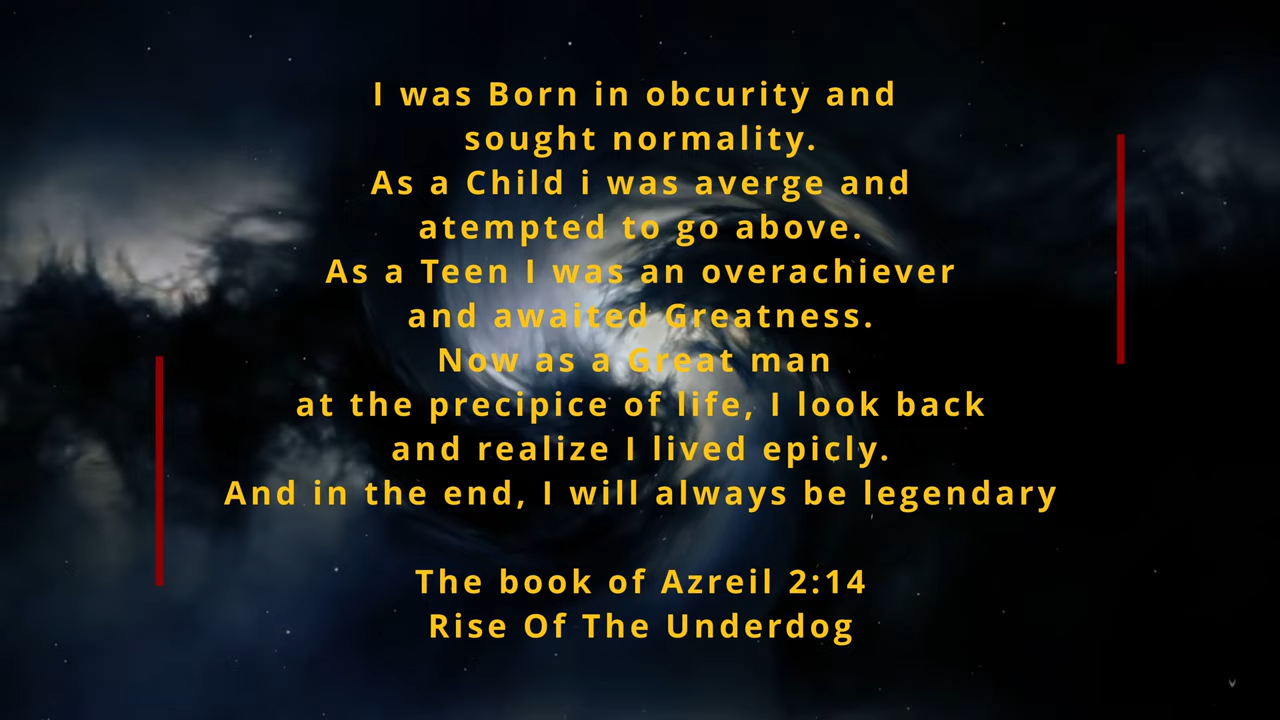 I was Born in obcurity and
sought normality.
As a Child i was averge and
atempted to go above.
As a Teen I was an overachiever
and awaited Greatness.
Now as a Great man
at the precipice of life, I look back
and realize I lived epicly.
And in the end, I will always be legendary
The book of Azreil 2:14
Rise Of The Underdog